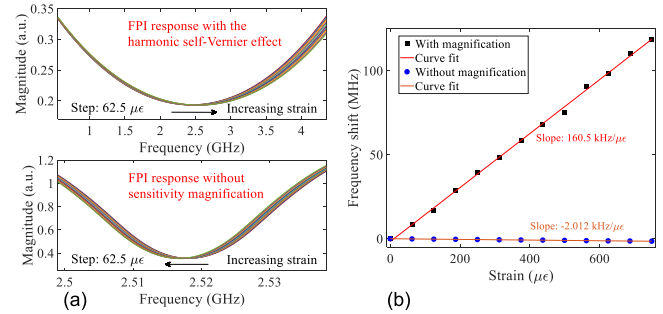 0.35
0.3
0.25
0.2
Magnitude (a.u.)
FPI response with the
harmonic self-Vernier effect
Step: 62.5 με
Increasing strain
1 1.5 2 2.5 3 3.5 4
Frequency (GHz)
1.2
1
0.8
0.6
0.4
Magnitude (a.u.)
FPI response without
sensitivity magnification
Step: 62.5 με
Increasing strain
2.5 2.51 2.52 2.53
Frequency (GHz)
(a)
With magnification
Curve fit
Without magnification
Curve fit
100
50
0
Frequency shift (MHz)
Slope: 160.5 kHz/με
Slope: -2.012 kHz/με
0 200 400 600
Strain (με)
(b)